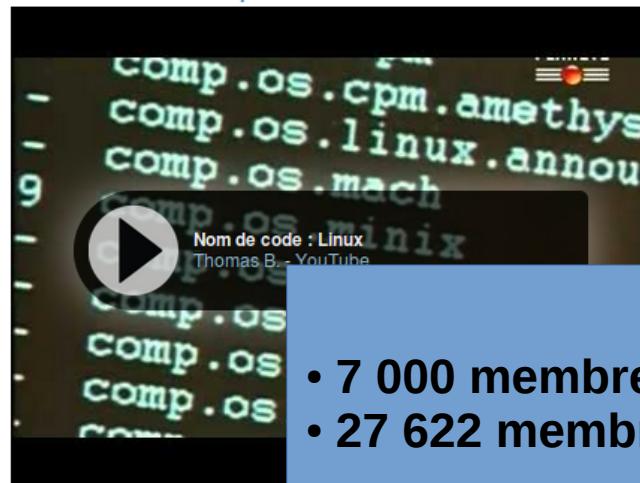 comp.os.cpm.amethys
comp.os.linux.annou
comp.os.mach
9
comp.os.minix
Nom de code : Linux
Thomas B. - YouTube
comp.os
comp.os
comp.os
• 7 000 membre
• 27 622 memb